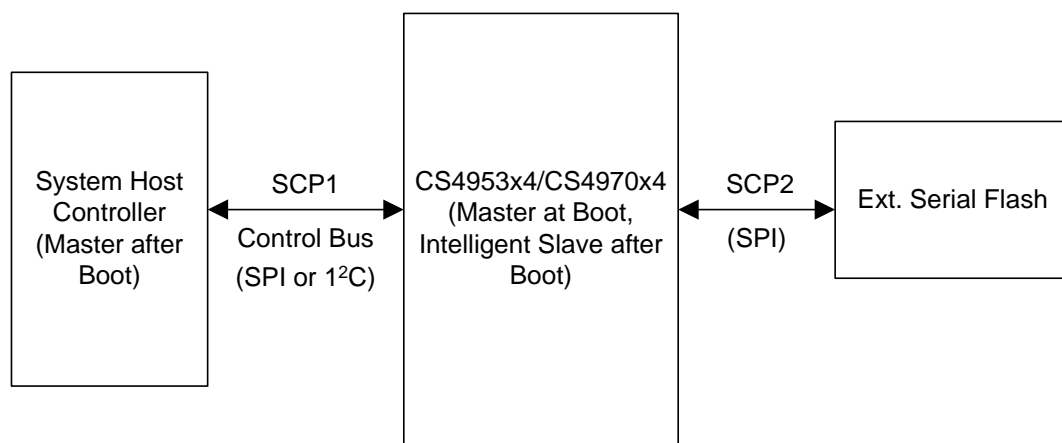 System Host
Controller
(Master after
Boot)
SCP1
Control Bus
(SPI or 1²C)
CS4953x4/CS4970x4
(Master at Boot,
Intelligent Slave after
Boot)
SCP2
(SPI)
Ext. Serial Flash